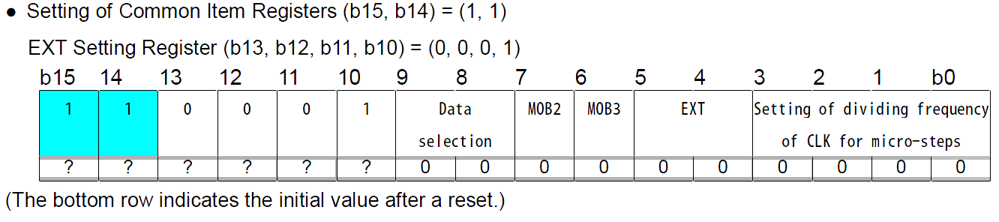 ● Setting of Common Item Registers (b15, b14) = (1, 1)
EXT Setting Register (b13, b12, b11, b10) = (0, 0, 0, 1)
b15 14 13 12 11 10 9 8 7 6 5 4 3 2 1 b0
1 1 0 0 0 1 Data selection MOB2 MOB3 EXT Setting of dividing frequency of CLK for micro-steps
? ? ? ? ? ? 0 0 0 0 0 0 0 0 0 0
(The bottom row indicates the initial value after a reset.)